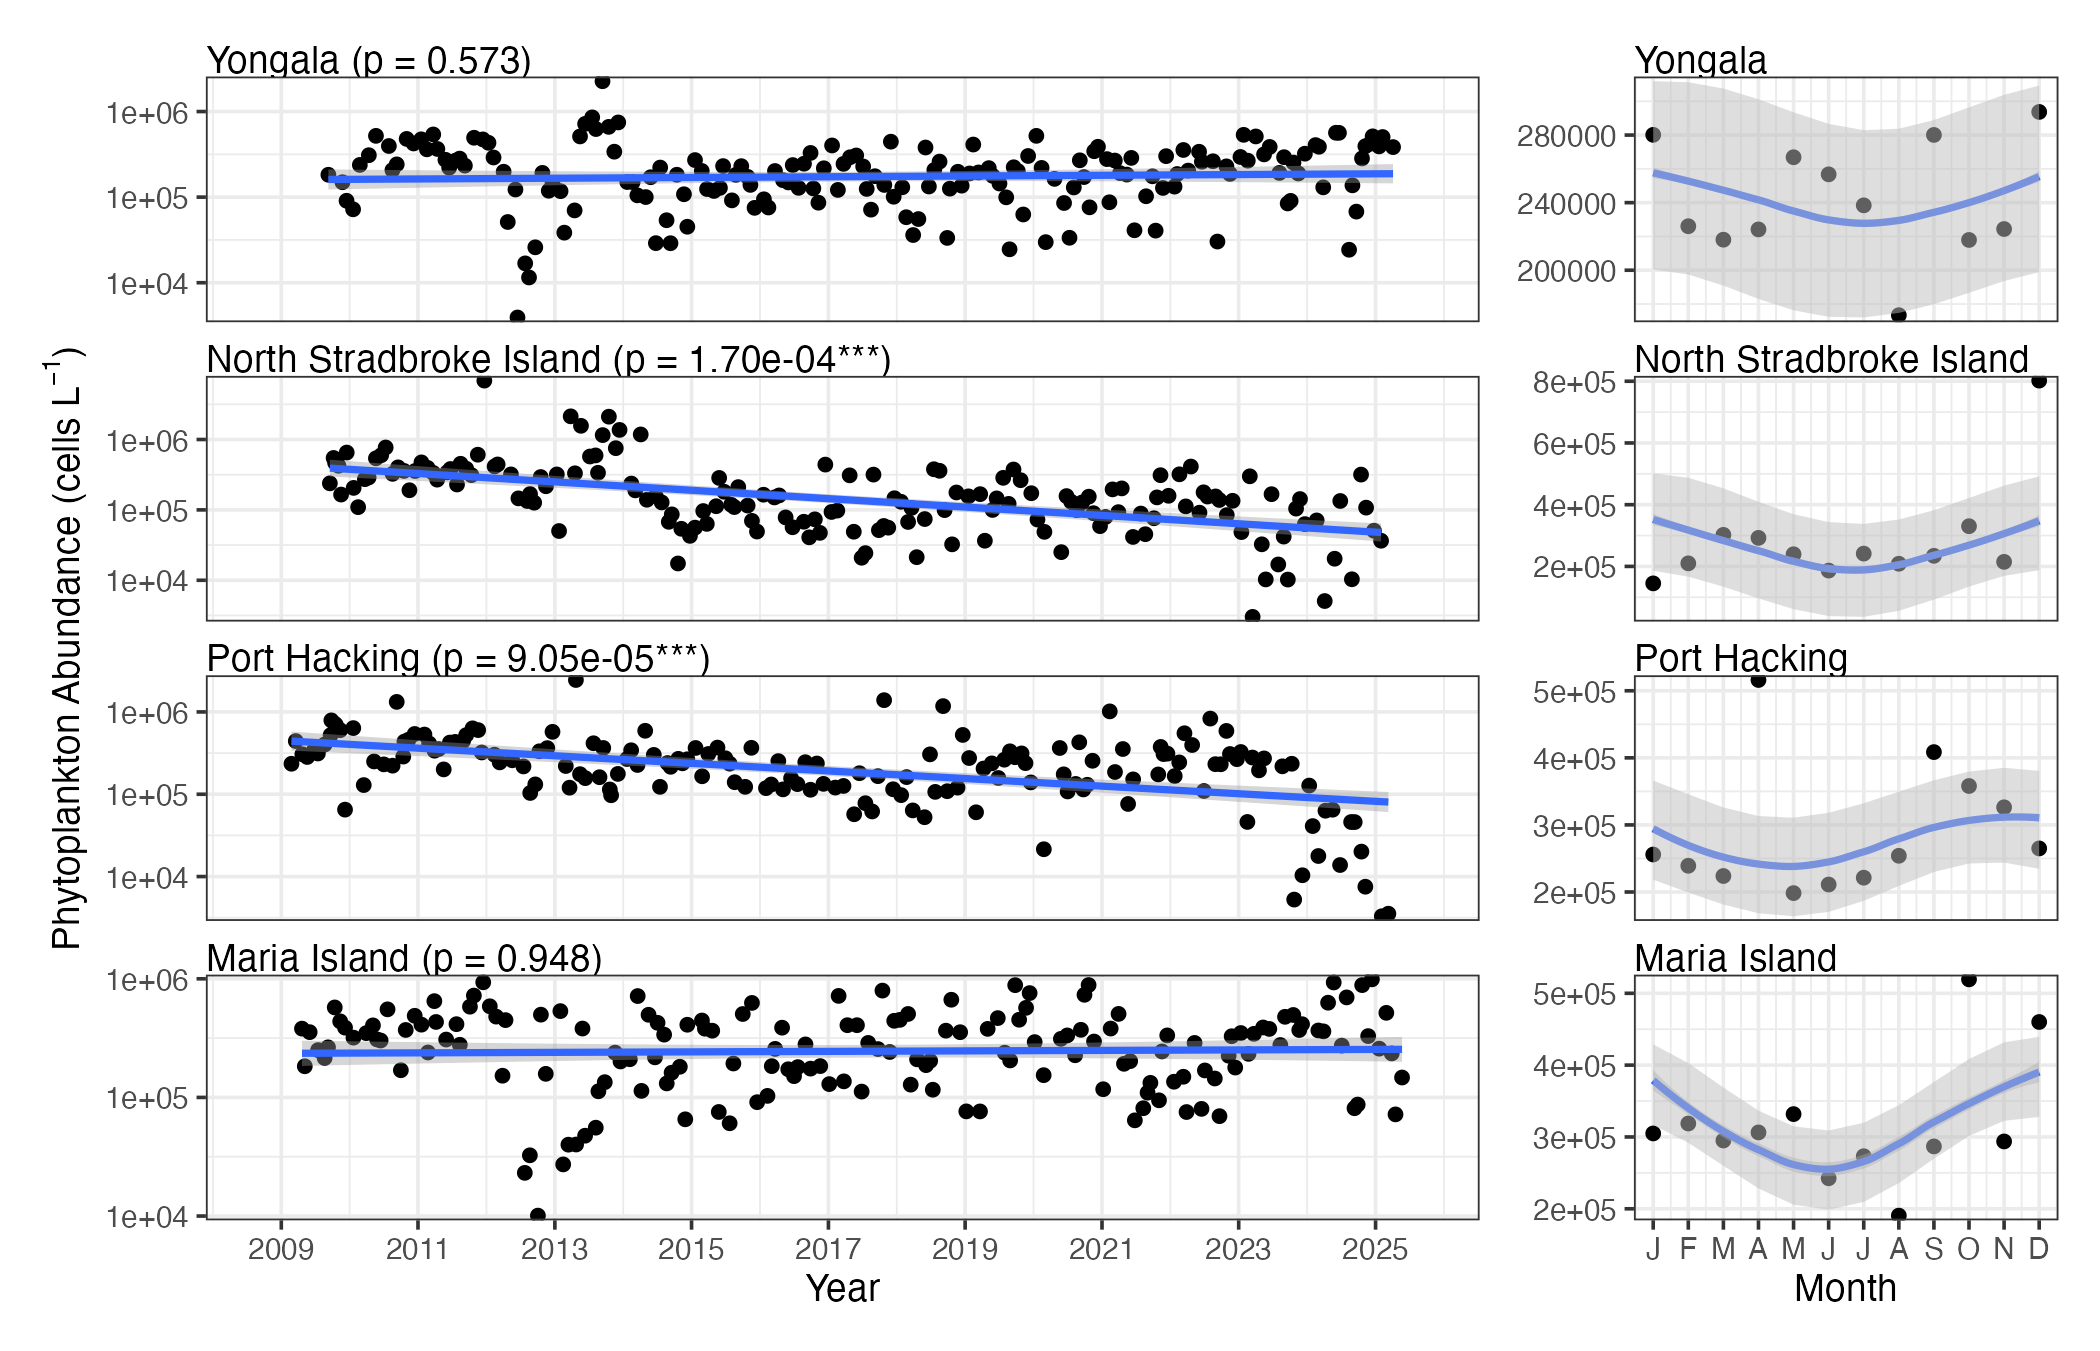 Yongala (p = 0.573)
Yongala
1e+06
1e+05
1e+04
280000
240000
200000
North Stradbroke Island (p = 1.70e-04***)
North Stradbroke Island
1e+06
1e+05
1e+04
8e+05
6e+05
4e+05
2e+05
Phytoplankton Abundance (cells L⁻¹)
Port Hacking (p = 9.05e-05***)
Port Hacking
1e+06
1e+05
1e+04
5e+05
4e+05
3e+05
2e+05
Maria Island (p = 0.948)
Maria Island
1e+06
1e+05
1e+04
5e+05
4e+05
3e+05
2e+05
2009 2011 2013 2015 2017 2019 2021 2023 2025
J F M A M J J A S O N D
Year
Month